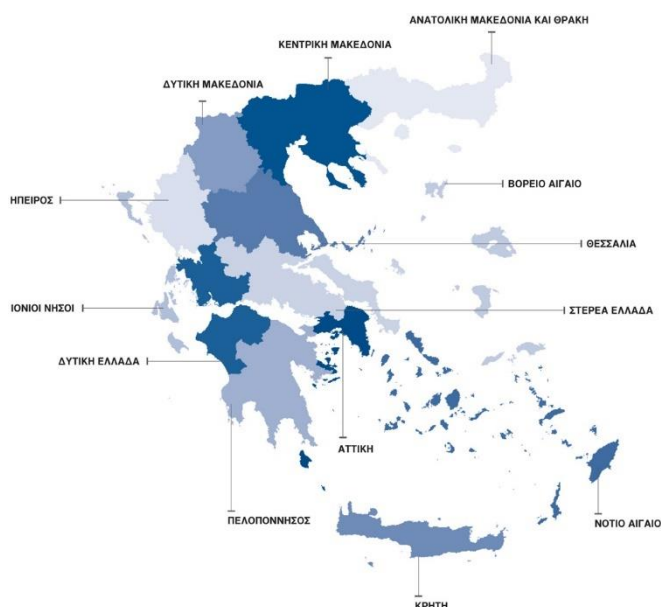 ΑΝΑΤΟΛΙΚΗ ΜΑΚΕΔΟΝΙΑ ΚΑΙ ΘΡΑΚΗ
ΚΕΝΤΡΙΚΗ ΜΑΚΕΔΟΝΙΑ
ΔΥΤΙΚΗ ΜΑΚΕΔΟΝΙΑ
ΒΟΡΕΙΟ ΑΙΓΑΙΟ
ΗΠΕΙΡΟΣ
ΘΕΣΣΑΛΙΑ
ΙΟΝΙΟΙ ΝΗΣΟΙ
ΣΤΕΡΕΑ ΕΛΛΑΔΑ
ΔΥΤΙΚΗ ΕΛΛΑΔΑ
ΑΤΤΙΚΗ
ΠΕΛΟΠΟΝΝΗΣΟΣ
ΝΟΤΙΟ ΑΙΓΑΙΟ
ΚΡΗΤΗ